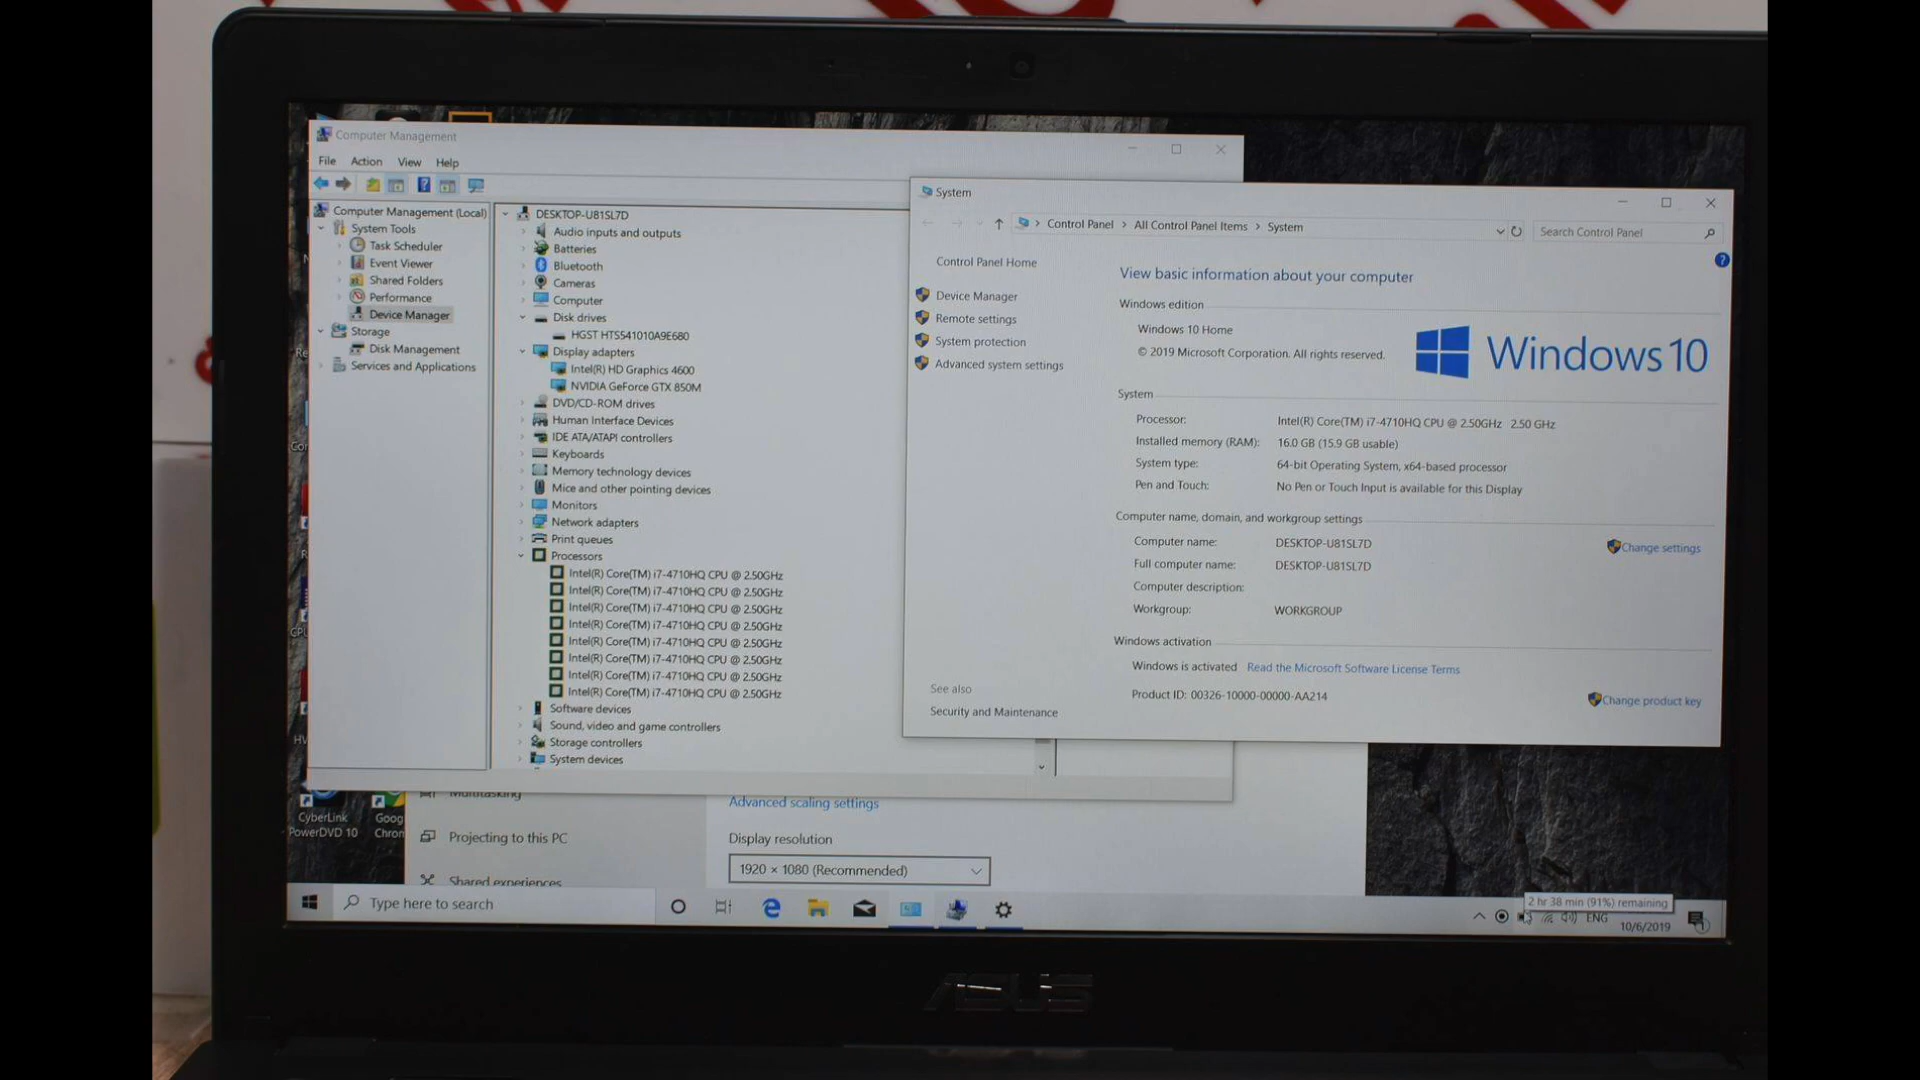 Computer Management
File Action View Help
Computer Management (Local)
System Tools
Task Scheduler
Event Viewer
Shared Folders
Performance
Device Manager
Storage
Disk Management
Services and Applications
DESKTOP-U81SL7D
Audio inputs and outputs
Batteries
Bluetooth
Cameras
Computer
Disk drives
HGST HTS541010A9E680
Display adapters
Intel(R) HD Graphics 4600
NVIDIA GeForce GTX 850M
DVD/CD-ROM drives
Human Interface Devices
IDE ATA/ATAPI controllers
Keyboards
Memory technology devices
Mice and other pointing devices
Monitors
Network adapters
Print queues
Processors
Intel(R) Core(TM) i7-4710HQ CPU @ 2.50GHz
Intel(R) Core(TM) i7-4710HQ CPU @ 2.50GHz
Intel(R) Core(TM) i7-4710HQ CPU @ 2.50GHz
Intel(R) Core(TM) i7-4710HQ CPU @ 2.50GHz
Intel(R) Core(TM) i7-4710HQ CPU @ 2.50GHz
Intel(R) Core(TM) i7-4710HQ CPU @ 2.50GHz
Intel(R) Core(TM) i7-4710HQ CPU @ 2.50GHz
Intel(R) Core(TM) i7-4710HQ CPU @ 2.50GHz
Software devices
Sound, video and game controllers
Storage controllers
System devices
System
Control Panel > All Control Panel Items > System
Search Control Panel
Control Panel Home
Device Manager
Remote settings
System protection
Advanced system settings
See also
Security and Maintenance
View basic information about your computer
Windows edition
Windows 10 Home
© 2019 Microsoft Corporation. All rights reserved.
Windows 10
System
Processor: Intel(R) Core(TM) i7-4710HQ CPU @ 2.50GHz 2.50 GHz
Installed memory (RAM): 16.0 GB (15.9 GB usable)
System type: 64-bit Operating System, x64-based processor
Pen and Touch: No Pen or Touch Input is available for this Display
Computer name, domain, and workgroup settings
Computer name: DESKTOP-U81SL7D
Change settings
Full computer name: DESKTOP-U81SL7D
Computer description:
Workgroup: WORKGROUP
Windows activation
Windows is activated Read the Microsoft Software License Terms
Product ID: 00326-10000-00000-AA214
Change product key
Multitasking
Projecting to this PC
Shared experiences
Advanced scaling settings
Display resolution
1920 × 1080 (Recommended)
CyberLink
PowerDVD 10
Goog
Chron
Type here to search
2 hr 38 min (91%) remaining
ENG
10/6/2019
ASUS